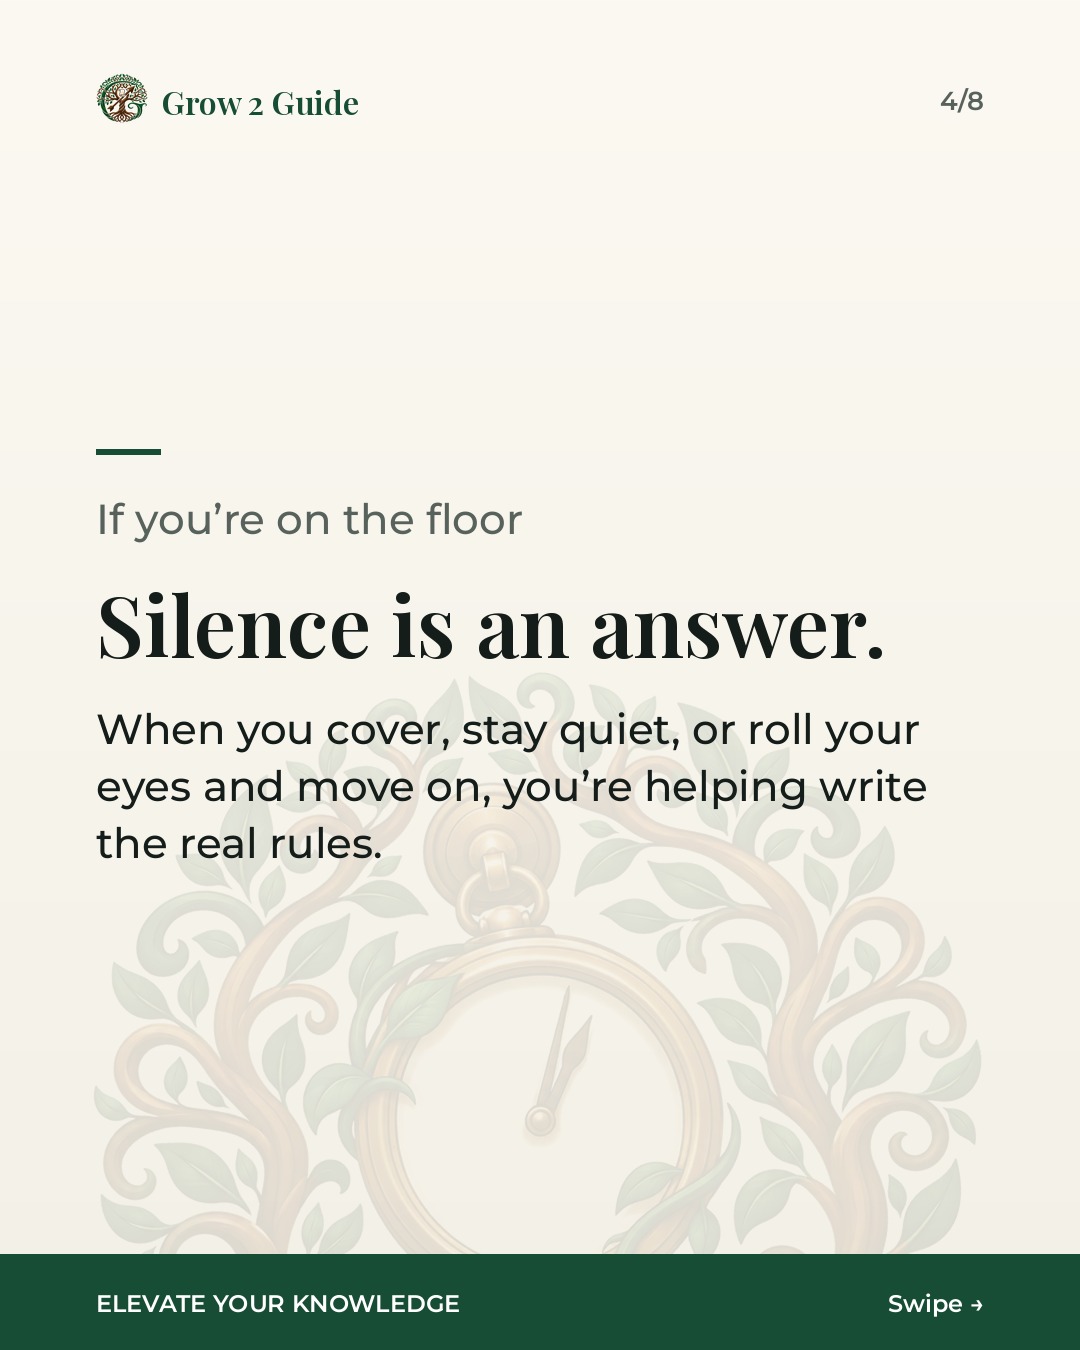 Grow 2 Guide
4/8
If you’re on the floor
Silence is an answer.
When you cover, stay quiet, or roll your
eyes and move on, you’re helping write
the real rules.
ELEVATE YOUR KNOWLEDGE
Swipe →